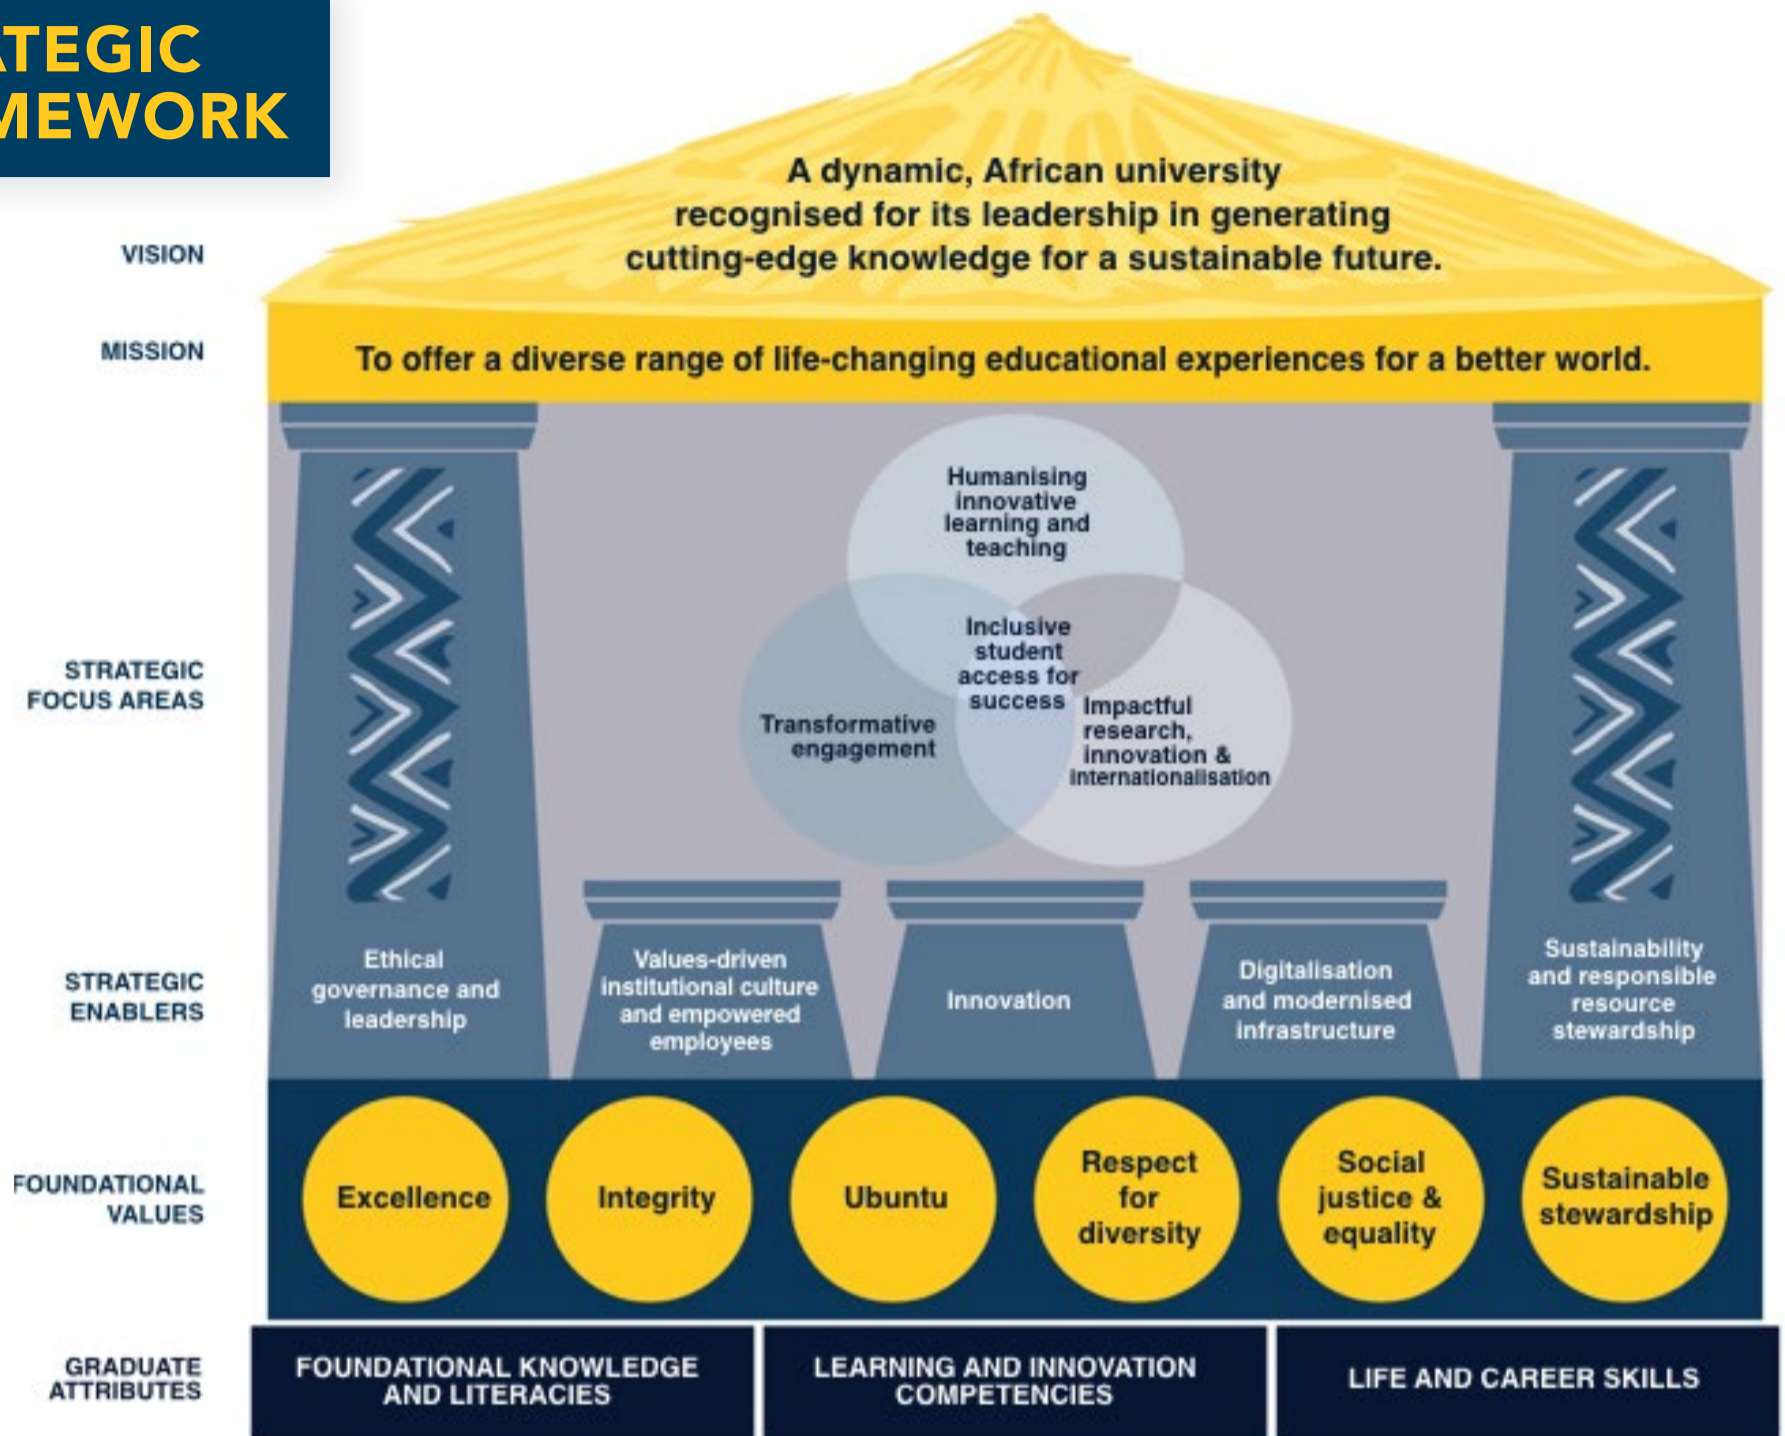 ATEGIC
MEWORK
A dynamic, African university
recognised for its leadership in generating
cutting-edge knowledge for a sustainable future.
VISION
MISSION
To offer a diverse range of life-changing educational experiences for a better world.
Humanising
innovative
learning and
teaching
Inclusive
student
access for
success
Transformative
engagement
Impactful
research,
innovation &
internationalisation
STRATEGIC
FOCUS AREAS
STRATEGIC
ENABLERS
Ethical
governance and
leadership
Values-driven
institutional culture
and empowered
employees
Innovation
Digitalisation
and modernised
infrastructure
Sustainability
and responsible
resource
stewardship
FOUNDATIONAL
VALUES
Excellence
Integrity
Ubuntu
Respect
for
diversity
Social
justice &
equality
Sustainable
stewardship
GRADUATE
ATTRIBUTES
FOUNDATIONAL KNOWLEDGE
AND LITERACIES
LEARNING AND INNOVATION
COMPETENCIES
LIFE AND CAREER SKILLS